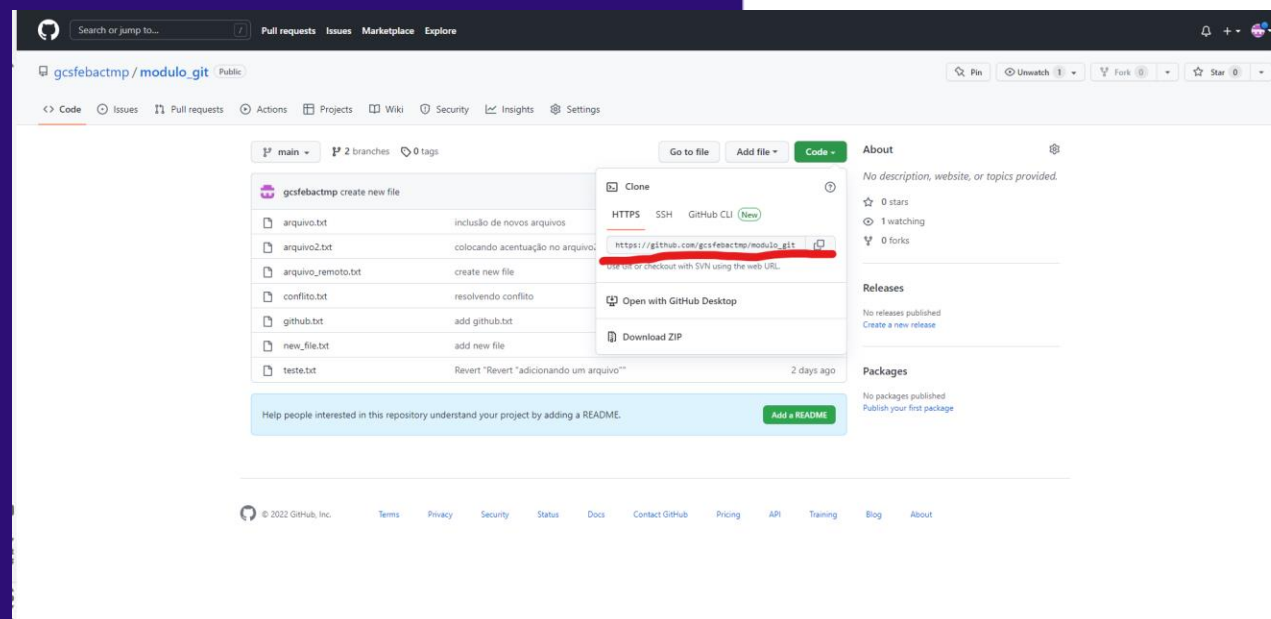 Search or jump to... / Pull requests Issues Marketplace Explore
gcsfebactmp / modulo_git Public
Pin Unwatch 1 Fork 0 Star 0
<> Code Issues Pull requests Actions Projects Wiki Security Insights Settings
main 2 branches 0 tags Go to file Add file Code
gcsfebactmp create new file
arquivo.txt inclusão de novos arquivos
arquivo2.txt colocando acentuação no arquivo
arquivo_remoto.txt create new file
conflito.txt resolvendo conflito
github.txt add github.txt
new_file.txt add new file
teste.txt Revert "Revert "adicionando um arquivo"" 2 days ago
Clone
HTTPS SSH GitHub CLI New
https://github.com/gcsfebactmp/modulo_git
Use Git or checkout with SVN using the web URL.
Open with GitHub Desktop
Download ZIP
Help people interested in this repository understand your project by adding a README. Add a README
About
No description, website, or topics provided.
0 stars
1 watching
0 forks
Releases
No releases published
Create a new release
Packages
No packages published
Publish your first package
© 2022 GitHub, Inc. Terms Privacy Security Status Docs Contact GitHub Pricing API Training Blog About